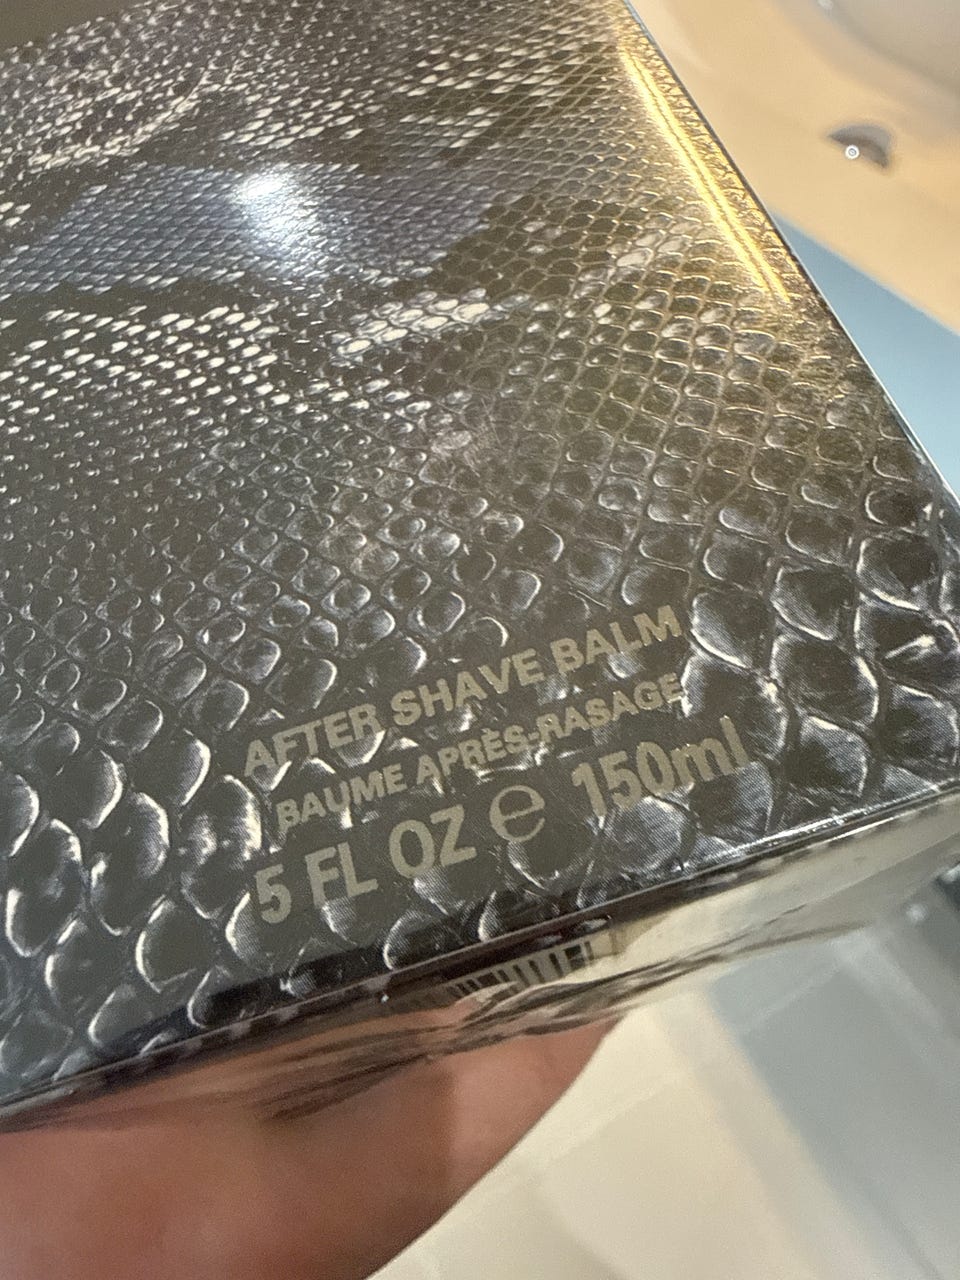 AFTER SHAVE BALM
BAUME APRÈS-RASAGE
5 FL OZ ℮ 150ml